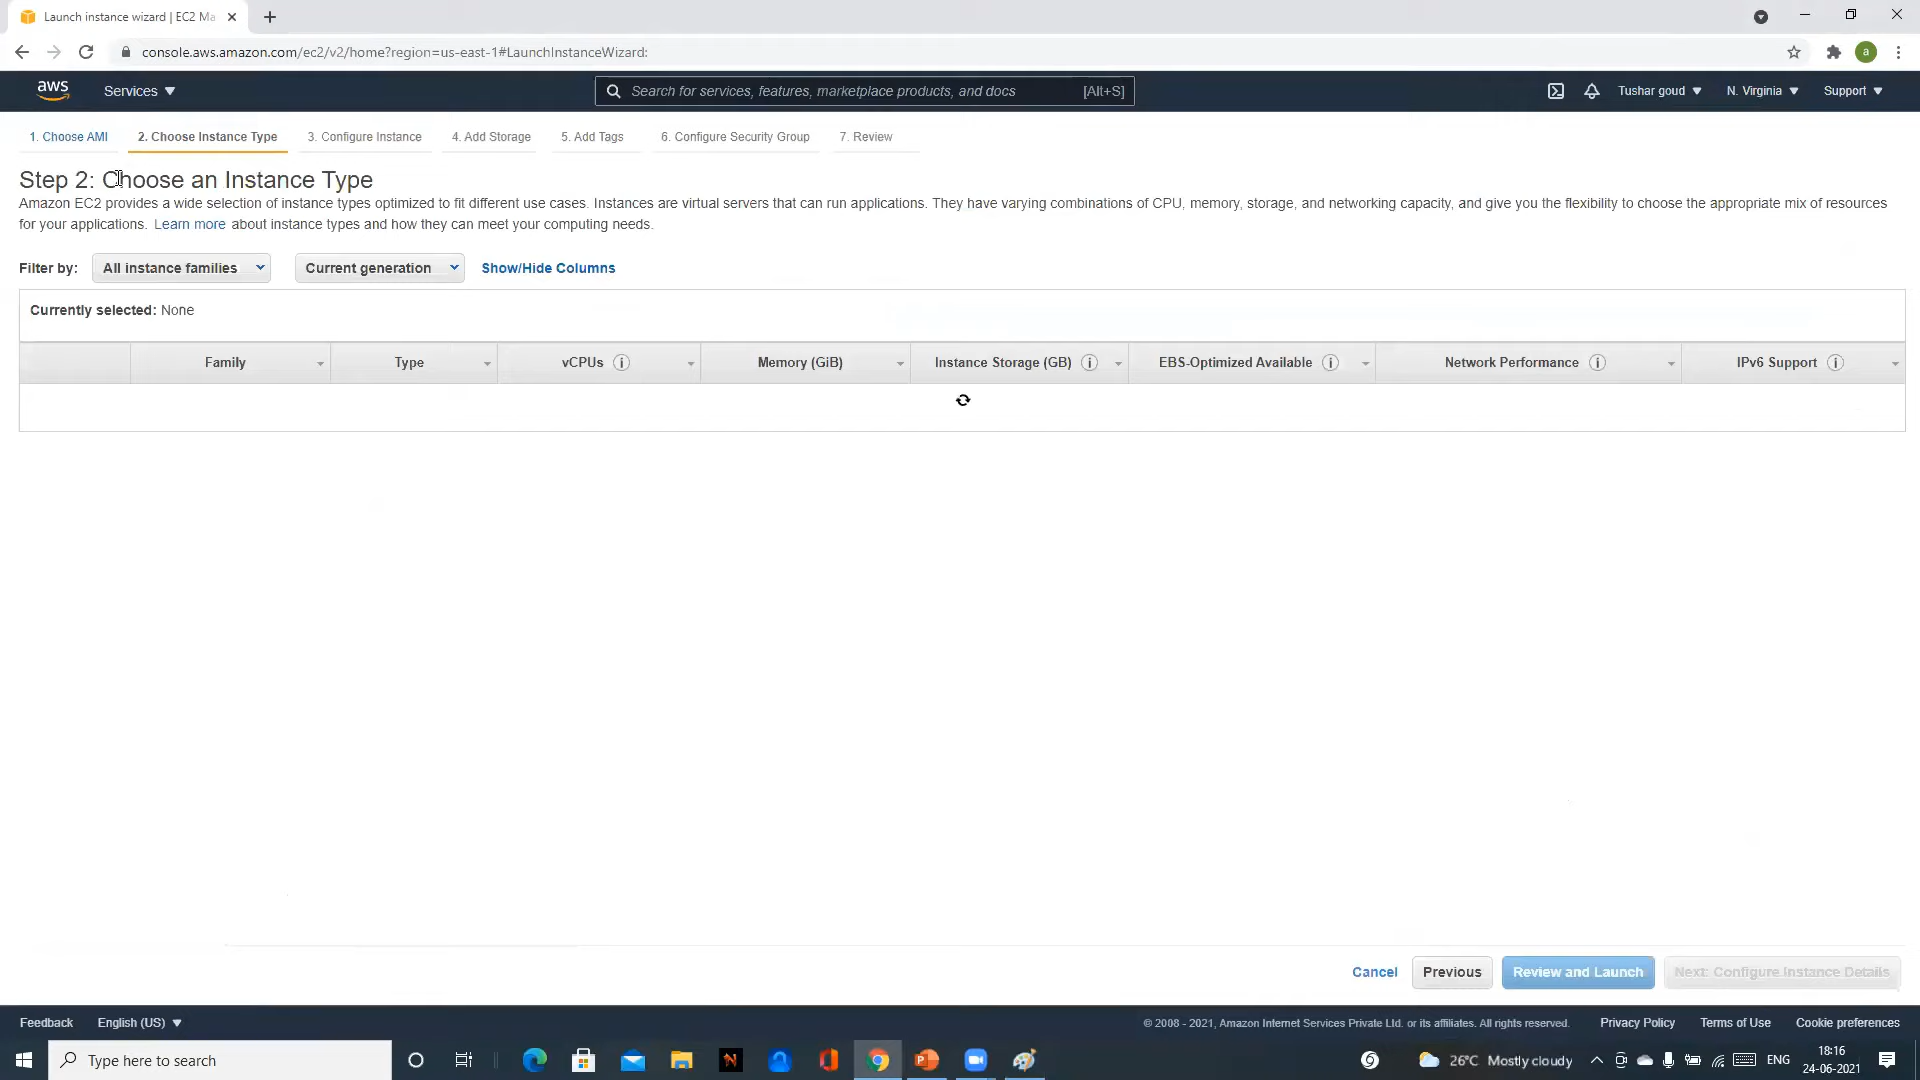 Launch instance wizard | EC2 Ma
console.aws.amazon.com/ec2/v2/home?region=us-east-1#LaunchInstanceWizard:
a
aws Services Search for services, features, marketplace products, and docs [Alt+S] Tushar goud N. Virginia Support
1. Choose AMI 2. Choose Instance Type 3. Configure Instance 4. Add Storage 5. Add Tags 6. Configure Security Group 7. Review
Step 2: Choose an Instance Type
Amazon EC2 provides a wide selection of instance types optimized to fit different use cases. Instances are virtual servers that can run applications. They have varying combinations of CPU, memory, storage, and networking capacity, and give you the flexibility to choose the appropriate mix of resources
for your applications. Learn more about instance types and how they can meet your computing needs.
Filter by: All instance families Current generation Show/Hide Columns
Currently selected: None
Family Type vCPUs Memory (GiB) Instance Storage (GB) EBS-Optimized Available Network Performance IPv6 Support
Cancel Previous Review and Launch Next: Configure Instance Details
Feedback English (US) © 2008 - 2021, Amazon Internet Services Private Ltd. or its affiliates. All rights reserved. Privacy Policy Terms of Use Cookie preferences
Type here to search 26°C Mostly cloudy ENG 18:16
24-06-2021